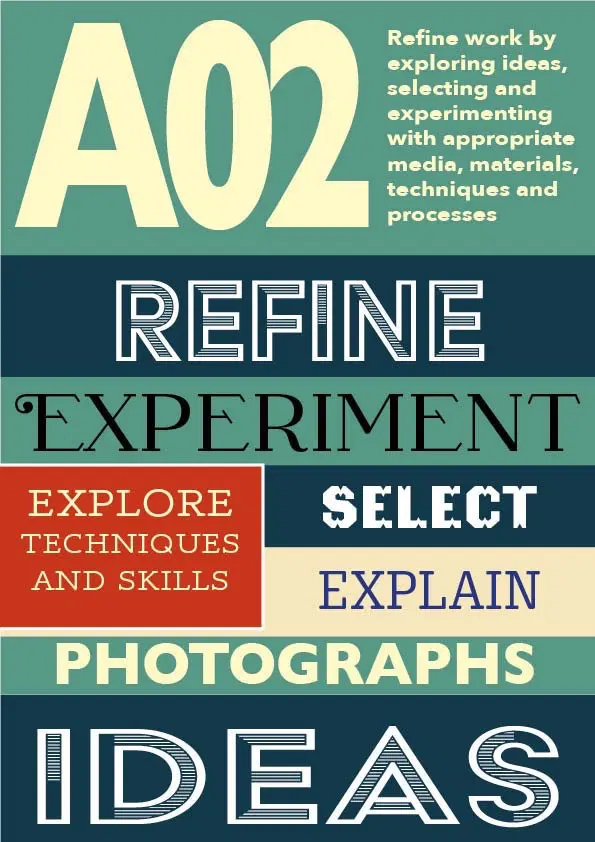 A02
Refine work by
exploring ideas,
selecting and
experimenting
with appropriate
media, materials,
techniques and
processes
REFINE
EXPERIMENT
EXPLORE
TECHNIQUES
AND SKILLS
SELECT
EXPLAIN
PHOTOGRAPHS
IDEAS